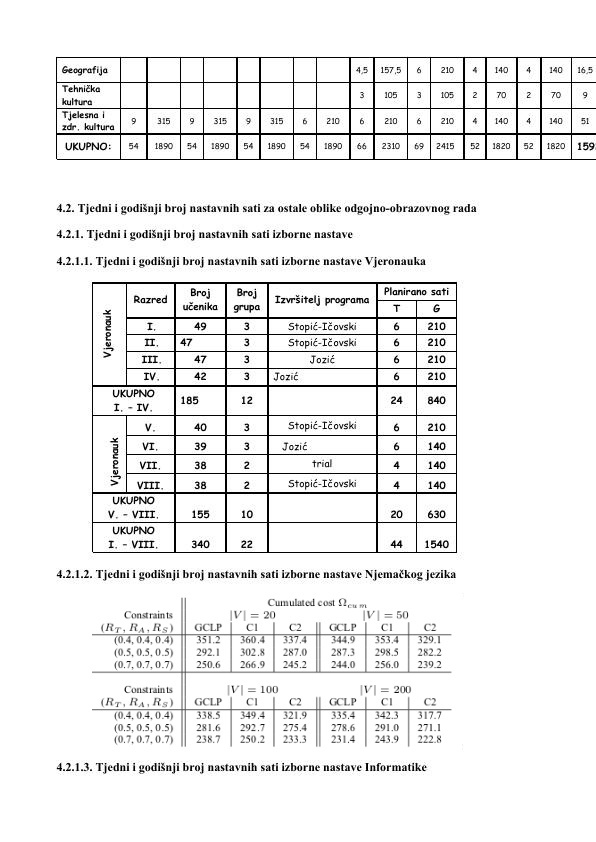 Geografija 4,5 157,5 6 210 4 140 4 140 16,5
Tehnička
kultura 3 105 3 105 2 70 2 70 9
Tjelesna i
zdr. kultura 9 315 9 315 9 315 6 210 6 210 6 210 4 140 4 140 51
UKUPNO: 54 1890 54 1890 54 1890 54 1890 66 2310 69 2415 52 1820 52 1820
4.2. Tjedni i godišnji broj nastavnih sati za ostale oblike odgojno-obrazovnog rada
4.2.1. Tjedni i godišnji broj nastavnih sati izborne nastave
4.2.1.1. Tjedni i godišnji broj nastavnih sati izborne nastave Vjeronauka
Vjeronauk Razred Broj učenika Broj grupa Izvršitelj programa Planirano sati
T G
I. 49 3 Stopić-Ičovski 6 210
II. 47 3 Stopić-Ičovski 6 210
III. 47 3 Jozić 6 210
IV. 42 3 Jozić 6 210
UKUPNO
I. – IV. 185 12 24 840
Vjeronauk V. 40 3 Stopić-Ičovski 6 210
VI. 39 3 Jozić 6 140
VII. 38 2 trial 4 140
VIII. 38 2 Stopić-Ičovski 4 140
UKUPNO
V. – VIII. 155 10 20 630
UKUPNO
I. – VIII. 340 22 44 1540
4.2.1.2. Tjedni i godišnji broj nastavnih sati izborne nastave Njemačkog jezika
Cumulated cost Ω_cum
Constraints |V| = 20 |V| = 50
(R_T, R_A, R_S) GCLP C1 C2 GCLP C1 C2
(0.4, 0.4, 0.4) 351.2 360.4 337.4 344.9 353.4 329.1
(0.5, 0.5, 0.5) 292.1 302.8 287.0 287.3 298.5 282.2
(0.7, 0.7, 0.7) 250.6 266.9 245.2 244.0 256.0 239.2
Constraints |V| = 100 |V| = 200
(R_T, R_A, R_S) GCLP C1 C2 GCLP C1 C2
(0.4, 0.4, 0.4) 338.5 349.4 321.9 335.4 342.3 317.7
(0.5, 0.5, 0.5) 281.6 292.7 275.4 278.6 291.0 271.1
(0.7, 0.7, 0.7) 238.7 250.2 233.3 231.4 243.9 222.8
4.2.1.3. Tjedni i godišnji broj nastavnih sati izborne nastave Informatike